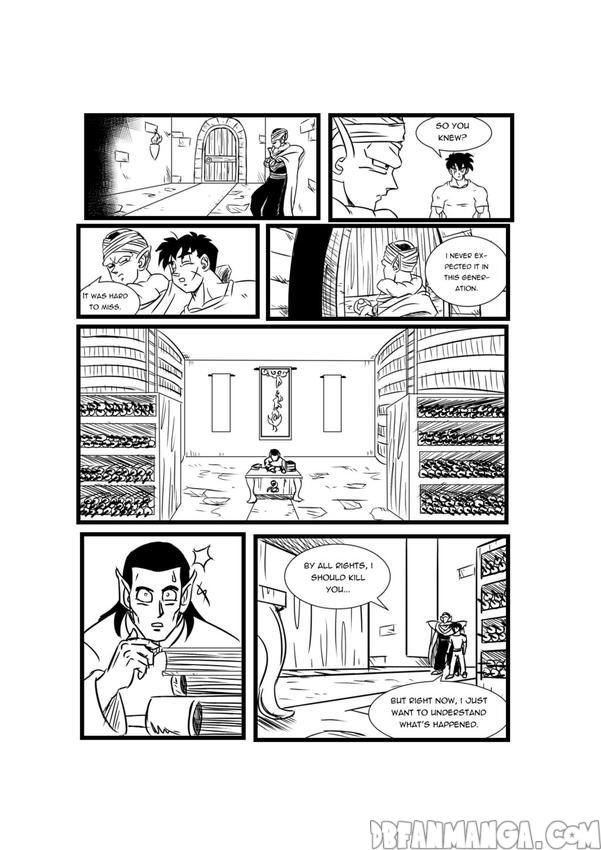 SO YOU
KNEW?
IT WAS HARD
TO MISS.
I NEVER EX-
PECTED IT IN
THIS GENER-
ATION.
BY ALL RIGHTS, I
SHOULD KILL
YOU...
BUT RIGHT NOW, I JUST
WANT TO UNDERSTAND
WHAT'S HAPPENED.
DBFANMANGA.COM